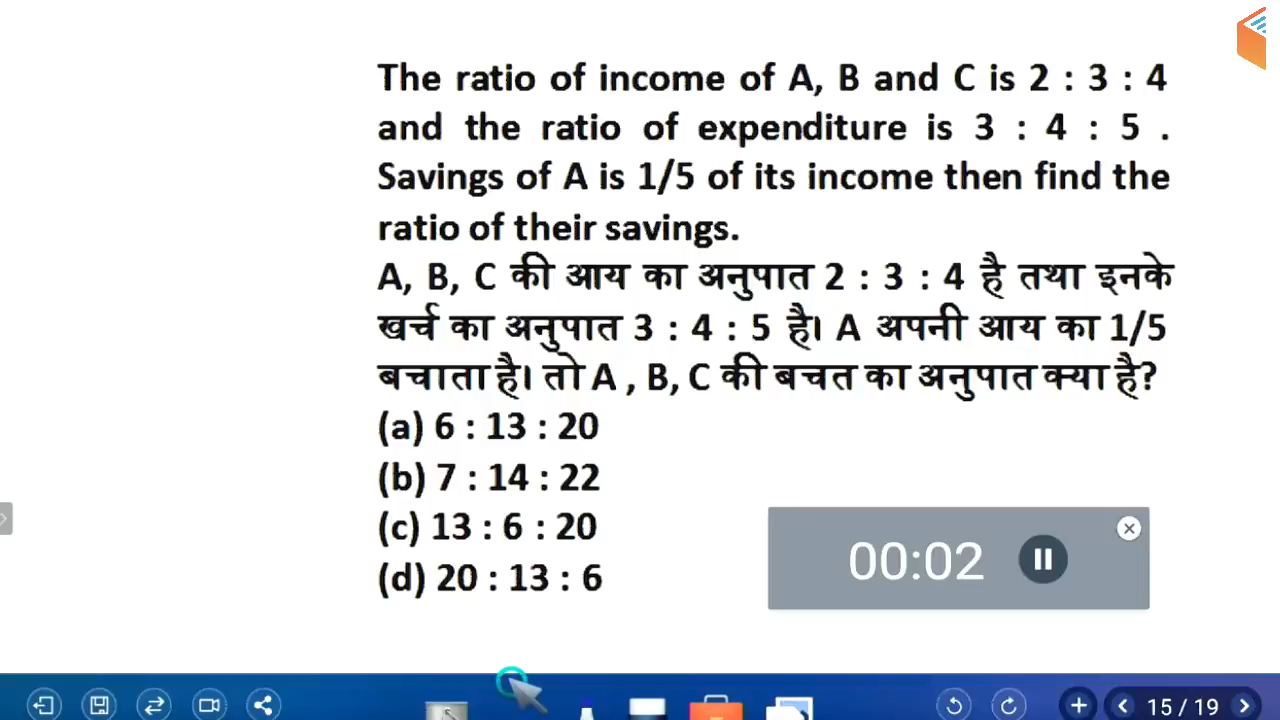 The ratio of income of A, B and C is 2 : 3 : 4
and the ratio of expenditure is 3 : 4 : 5 .
Savings of A is 1/5 of its income then find the
ratio of their savings.
A, B, C की आय का अनुपात 2 : 3 : 4 है तथा इनके
खर्च का अनुपात 3 : 4 : 5 है। A अपनी आय का 1/5
बचाता है। तो A , B, C की बचत का अनुपात क्या है?
(a) 6 : 13 : 20
(b) 7 : 14 : 22
(c) 13 : 6 : 20
(d) 20 : 13 : 6
00:02
15 / 19